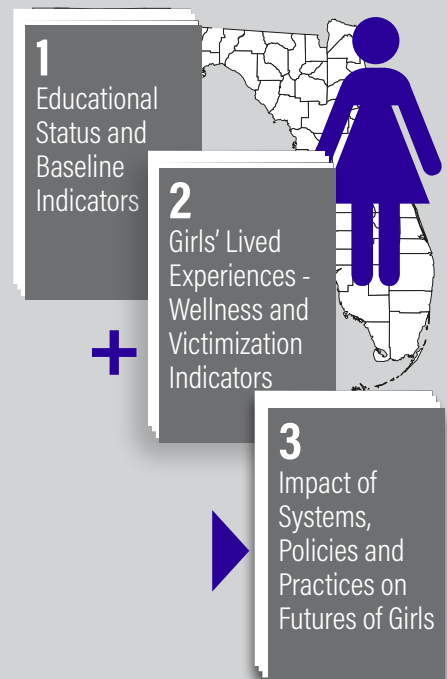 1
Educational
Status and
Baseline
Indicators
2
Girls' Lived
Experiences -
Wellness and
Victimization
Indicators
+
3
Impact of
Systems,
Policies and
Practices on
Futures of Girls